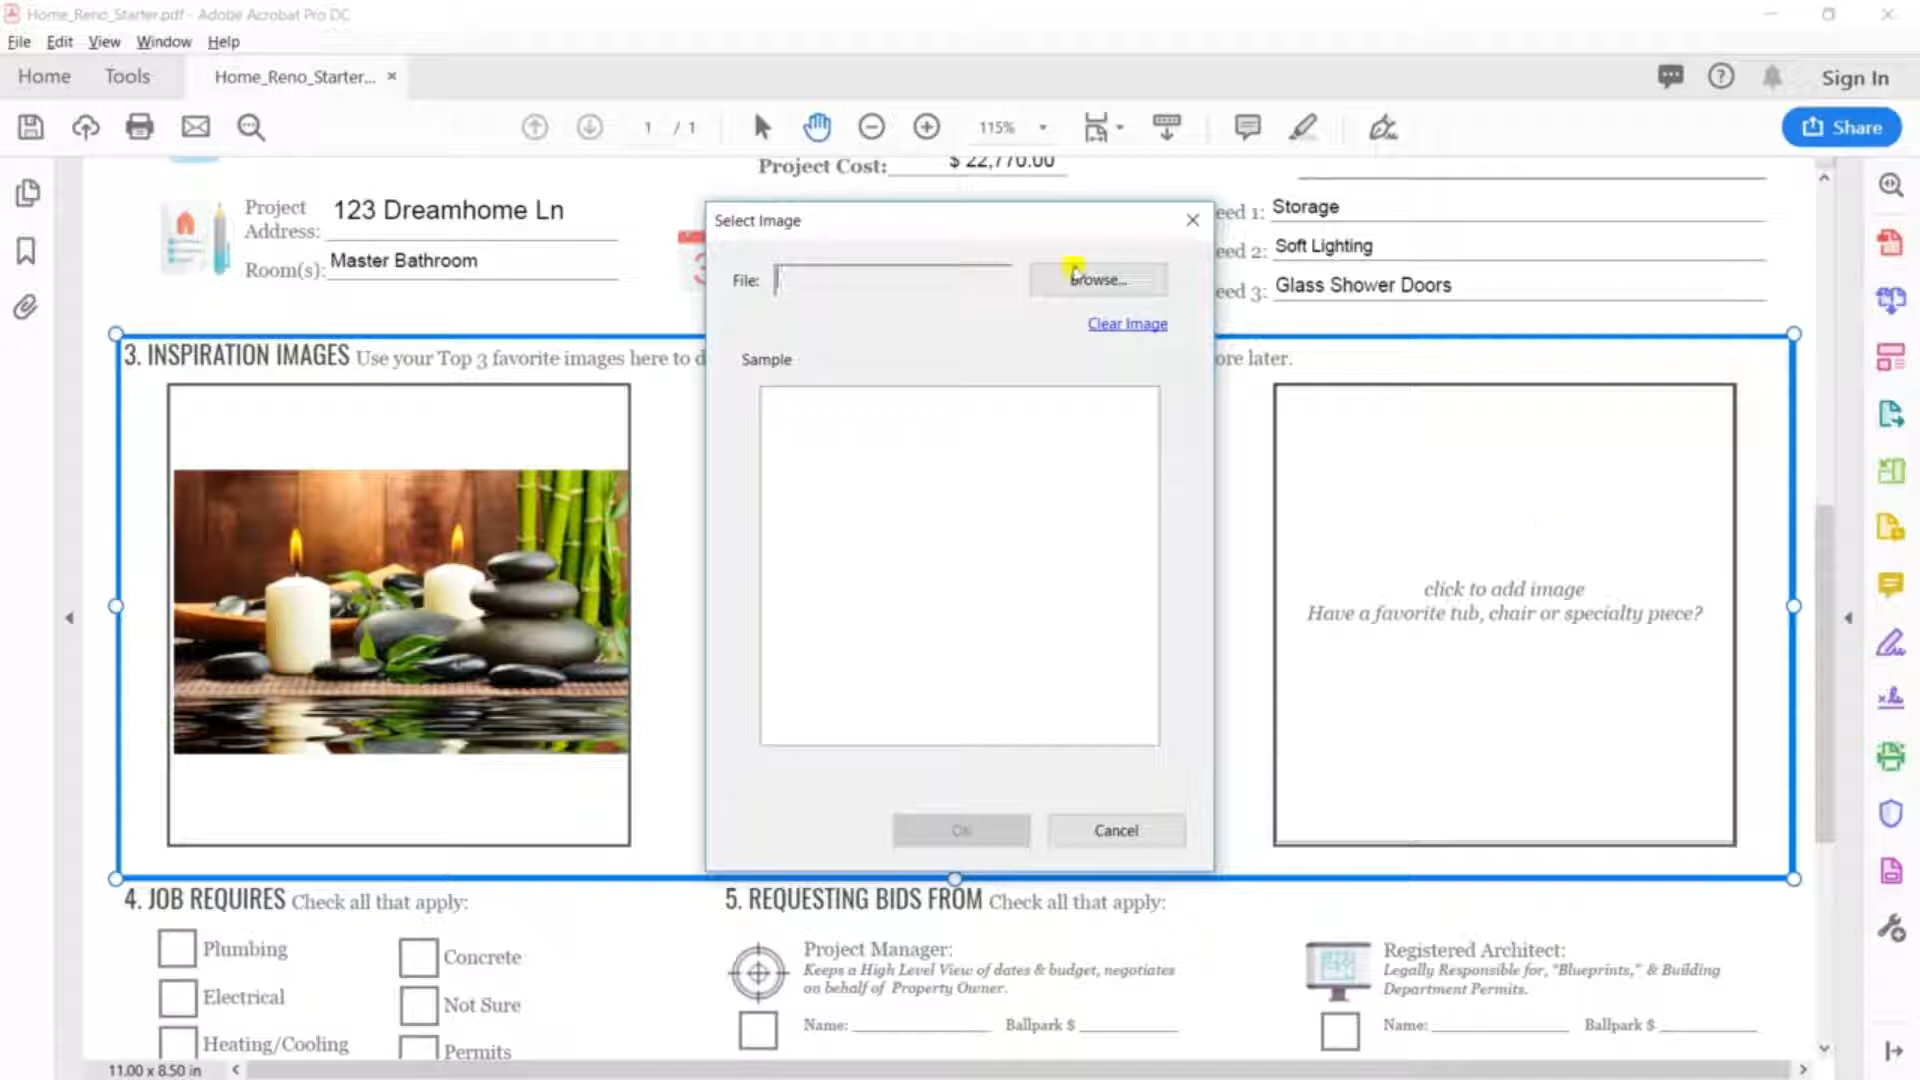 Home_Reno_Starter.pdf - Adobe Acrobat Pro DC
File Edit View Window Help
Home Tools Home_Reno_Starter... × Sign In
1 / 1 115% Share
Project Cost: $ 22,770.00
Project Address: 123 Dreamhome Ln
Room(s): Master Bathroom
eed 1: Storage
eed 2: Soft Lighting
eed 3: Glass Shower Doors
Select Image
File: Browse...
Clear Image
Sample
OK Cancel
3. INSPIRATION IMAGES Use your Top 3 favorite images here to d
ore later.
click to add image
Have a favorite tub, chair or specialty piece?
4. JOB REQUIRES Check all that apply:
Plumbing
Concrete
Electrical
Not Sure
Heating/Cooling
Permits
5. REQUESTING BIDS FROM Check all that apply:
Project Manager:
Keeps a High Level View of dates & budget, negotiates
on behalf of Property Owner.
Name: Ballpark $
Registered Architect:
Legally Responsible for, "Blueprints," & Building
Department Permits.
Name: Ballpark $
11.00 x 8.50 in